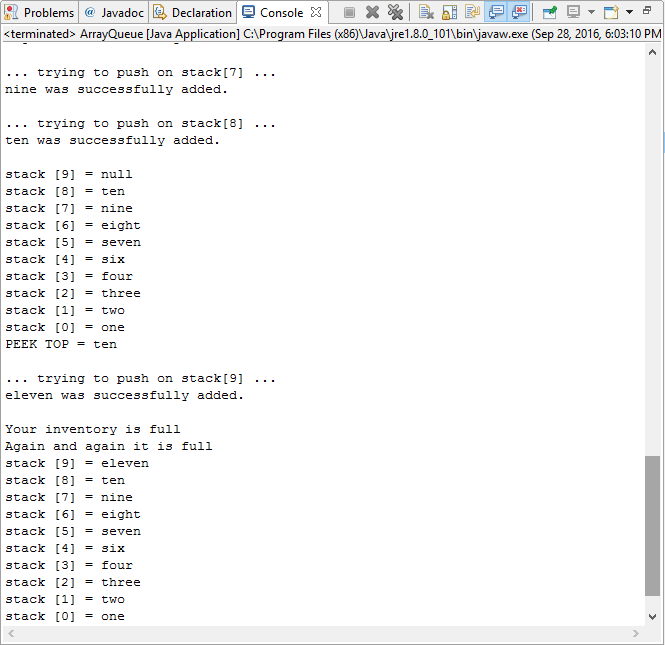 Problems @ Javadoc Declaration Console
<terminated> ArrayQueue [Java Application] C:\Program Files (x86)\Java\jre1.8.0_101\bin\javaw.exe (Sep 28, 2016, 6:03:10 PM)
... trying to push on stack[7] ...
nine was successfully added.
... trying to push on stack[8] ...
ten was successfully added.
stack [9] = null
stack [8] = ten
stack [7] = nine
stack [6] = eight
stack [5] = seven
stack [4] = six
stack [3] = four
stack [2] = three
stack [1] = two
stack [0] = one
PEEK TOP = ten
... trying to push on stack[9] ...
eleven was successfully added.
Your inventory is full
Again and again it is full
stack [9] = eleven
stack [8] = ten
stack [7] = nine
stack [6] = eight
stack [5] = seven
stack [4] = six
stack [3] = four
stack [2] = three
stack [1] = two
stack [0] = one